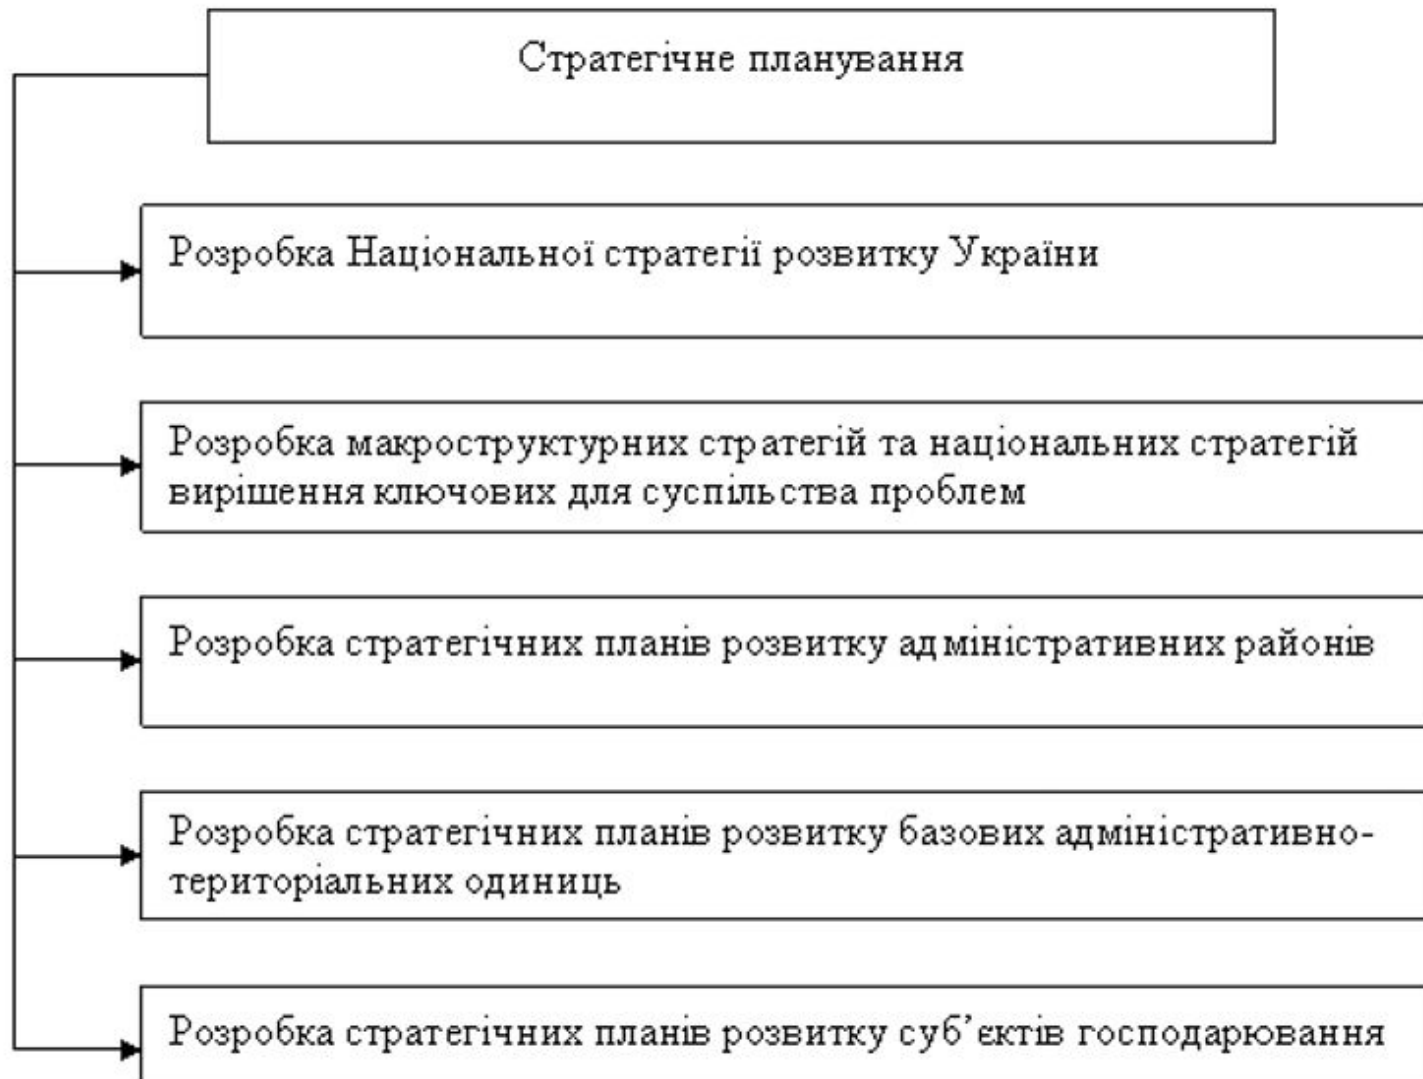 Стратегічне планування
Розробка Національної стратегії розвитку України
Розробка макроструктурних стратегій та національних стратегій
вирішення ключових для суспільства проблем
Розробка стратегічних планів розвитку адміністративних районів
Розробка стратегічних планів розвитку базових адміністративно-
територіальних одиниць
Розробка стратегічних планів розвитку суб’єктів господарювання